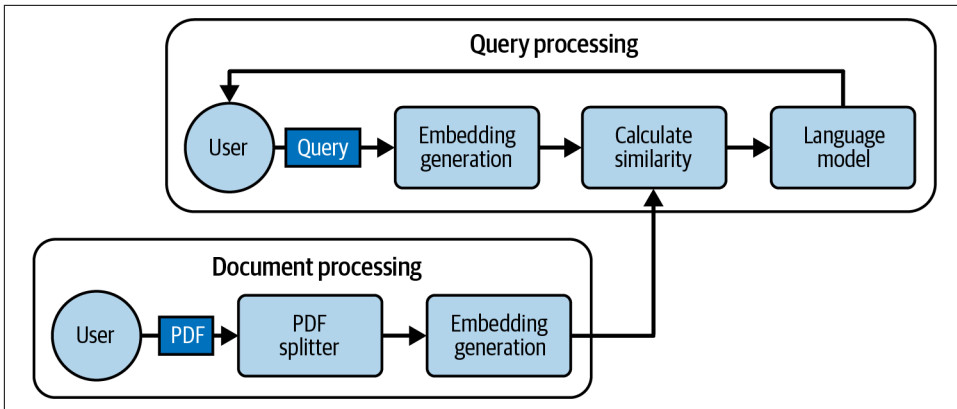 Query processing
User
Query
Embedding
generation
Calculate
similarity
Language
model
Document processing
User
PDF
PDF
splitter
Embedding
generation